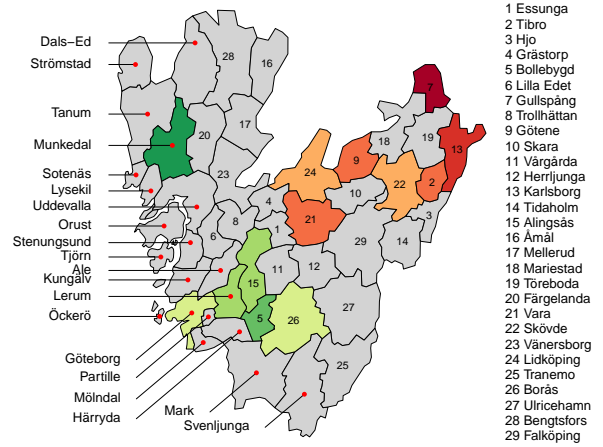 Dals–Ed
Strömstad
Tanum
Munkedal
Sotenäs
Lysekil
Uddevalla
Orust
Stenungsund
Tjörn
Ale
Kungälv
Lerum
Öckerö
Göteborg
Partille
Mölndal
Härryda
Mark
Svenljunga
28
16
7
20
17
18
19
13
9
24
23
22
2
10
4
21
3
8
6
1
29
14
11
12
15
27
5
26
25
1 Essunga
2 Tibro
3 Hjo
4 Grästorp
5 Bollebygd
6 Lilla Edet
7 Gullspång
8 Trollhättan
9 Götene
10 Skara
11 Vårgårda
12 Herrljunga
13 Karlsborg
14 Tidaholm
15 Alingsås
16 Åmål
17 Mellerud
18 Mariestad
19 Töreboda
20 Färgelanda
21 Vara
22 Skövde
23 Vänersborg
24 Lidköping
25 Tranemo
26 Borås
27 Ulricehamn
28 Bengtsfors
29 Falköping